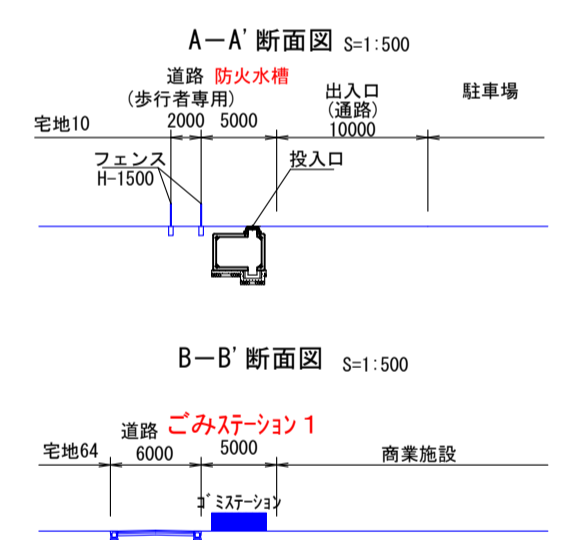 A－A' 断面図 S=1:500
道路 防火水槽
(歩行者専用)
出入口
(通路)
駐車場
宅地10 2000 5000 10000
フェンス
H-1500
投入口
B－B' 断面図 S=1:500
道路 ごみステーション１
宅地64 6000 5000 商業施設
ゴミステーション